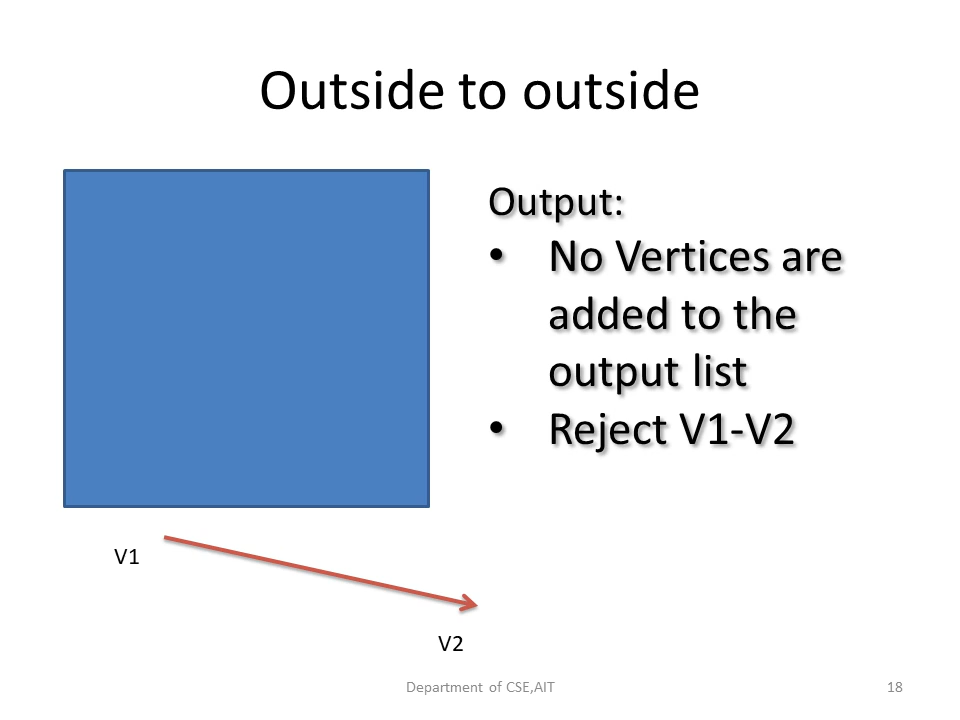 Outside to outside
Output:
• No Vertices are
added to the
output list
• Reject V1-V2
V1
V2
Department of CSE,AIT
18